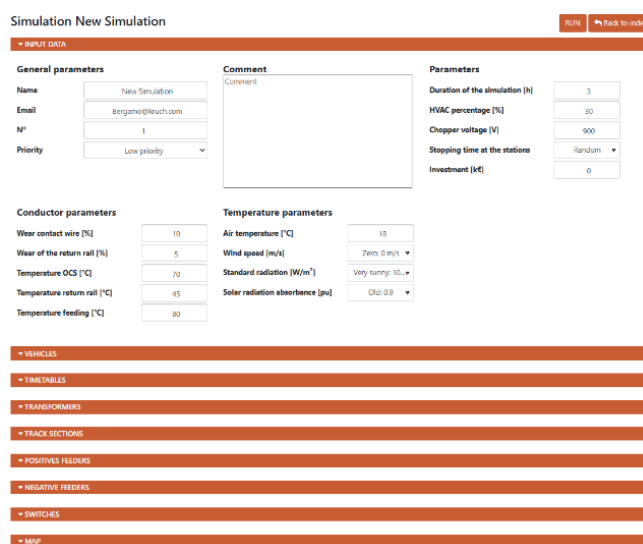 Simulation New Simulation
RUN
Back to inde
INPUT DATA
General parameters
Name New Simulation
Email Bergamo@kruch.com
N° 1
Priority Low priority
Comment
Comment
Parameters
Duration of the simulation (h) 3
HVAC percentage [%] 30
Chopper voltage [V] 900
Stopping time at the stations Random
Investment [k€] 0
Conductor parameters
Wear contact wire [%] 10
Wear of the return rail [%] 5
Temperature OCS [°C] 70
Temperature return rail [°C] 45
Temperature feeding [°C] 80
Temperature parameters
Air temperature [°C] 18
Wind speed [m/s] Zero: 0 m/s
Standard radiation [W/m²] Very sunny: 10...
Solar radiation absorbance [pu] Old: 0.9
VEHICLES
TIMETABLES
TRANSFORMERS
TRACK SECTIONS
POSITIVES FEEDERS
NEGATIVE FEEDERS
SWITCHES
MAP